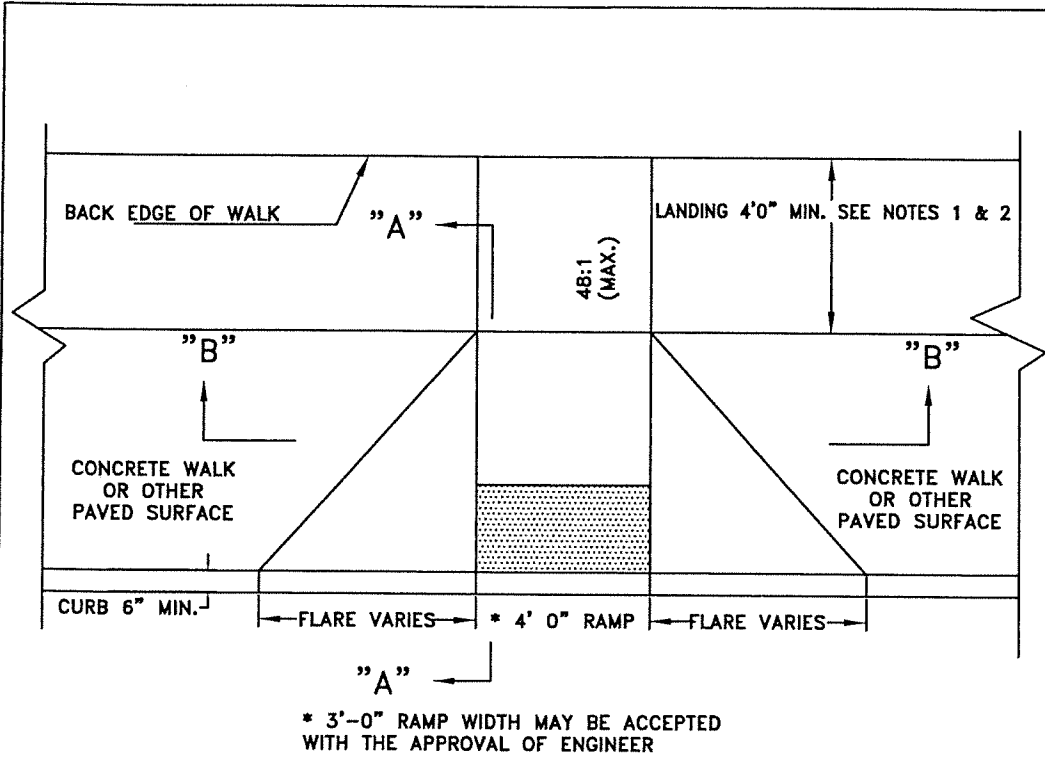 BACK EDGE OF WALK
"A"
48:1
(MAX.)
LANDING 4'0" MIN. SEE NOTES 1 & 2
"B"
"B"
CONCRETE WALK
OR OTHER
PAVED SURFACE
CONCRETE WALK
OR OTHER
PAVED SURFACE
CURB 6" MIN.
FLARE VARIES
* 4' 0" RAMP
FLARE VARIES
"A"
* 3'-0" RAMP WIDTH MAY BE ACCEPTED
WITH THE APPROVAL OF ENGINEER